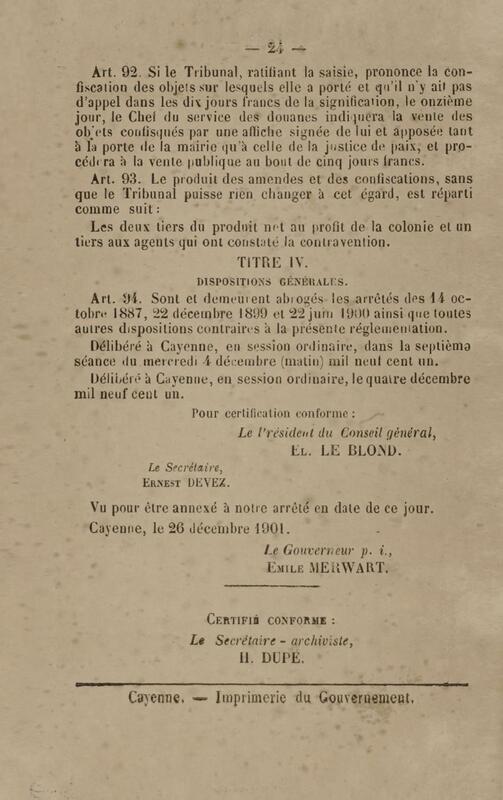 — 24 —
Art. 92. Si le Tribunal, ratifiant la saisie, prononce la con-
fiscation des objets sur lesquels elle a porté et qu'il n'y ait pas
d'appel dans les dix jours francs de la signification, le onzième
jour, le Chef du service des douanes indiquera la vente des
objets confisqués par une affiche signée de lui et apposée tant
à la porte de la mairie qu'à celle de la justice de paix, et pro-
cédera à la vente publique au bout de cinq jours francs.
Art. 93. Le produit des amendes et des confiscations, sans
que le Tribunal puisse rien changer à cet égard, est réparti
comme suit :
Les deux tiers du produit net au profit de la colonie et un
tiers aux agents qui ont constaté la contravention.
TITRE IV.
DISPOSITIONS GÉNÉRALES.
Art. 94. Sont et demeurent abrogés les arrêtés des 14 oc-
tobre 1887, 22 décembre 1899 et 22 juin 1900 ainsi que toutes
autres dispositions contraires à la présente réglementation.
Délibéré à Cayenne, en session ordinaire, dans la septième
séance du mercredi 4 décembre (matin) mil neuf cent un.
Délibéré à Cayenne, en session ordinaire, le quatre décembre
mil neuf cent un.
Pour certification conforme :
Le Président du Conseil général,
EL. LE BLOND.
Le Secrétaire,
ERNEST DEVEZ.
Vu pour être annexé à notre arrêté en date de ce jour.
Cayenne, le 26 décembre 1901.
Le Gouverneur p. i.,
EMILE MERWART.
CERTIFIÉ CONFORME :
Le Secrétaire - archiviste,
H. DUPE.
Cayenne. — Imprimerie du Gouvernement.